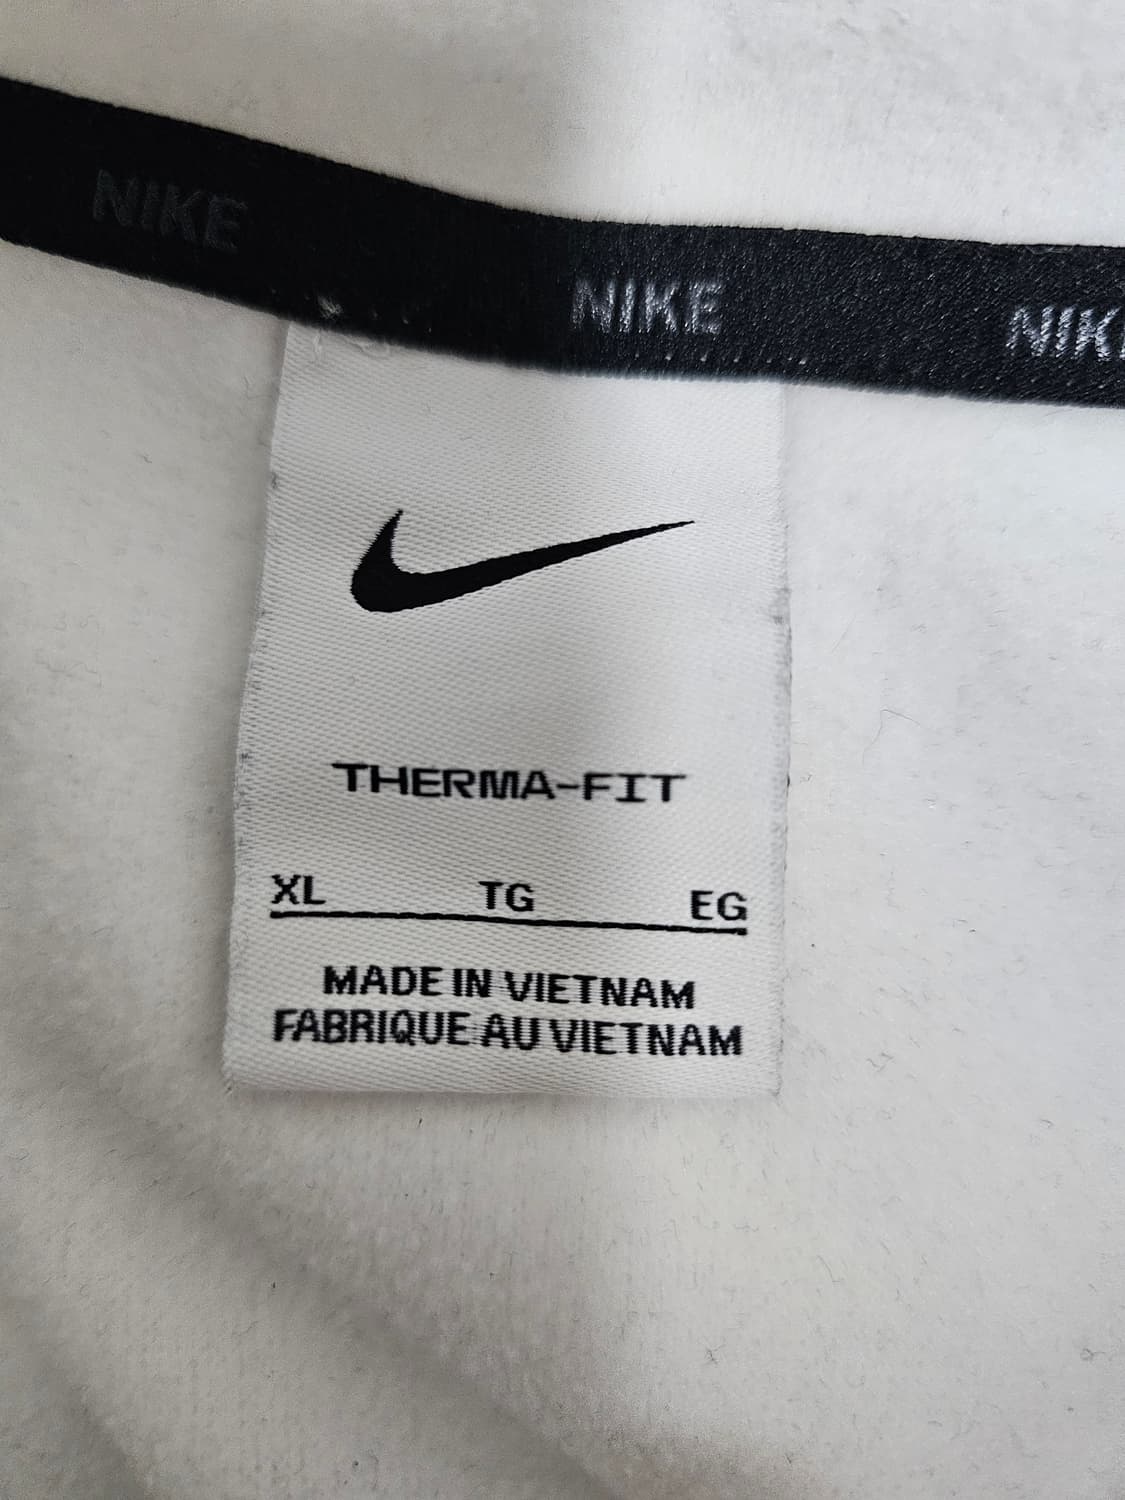 NIKE NIKE NIKE
THERMA-FIT
XL TG EG
MADE IN VIETNAM
FABRIQUE AU VIETNAM